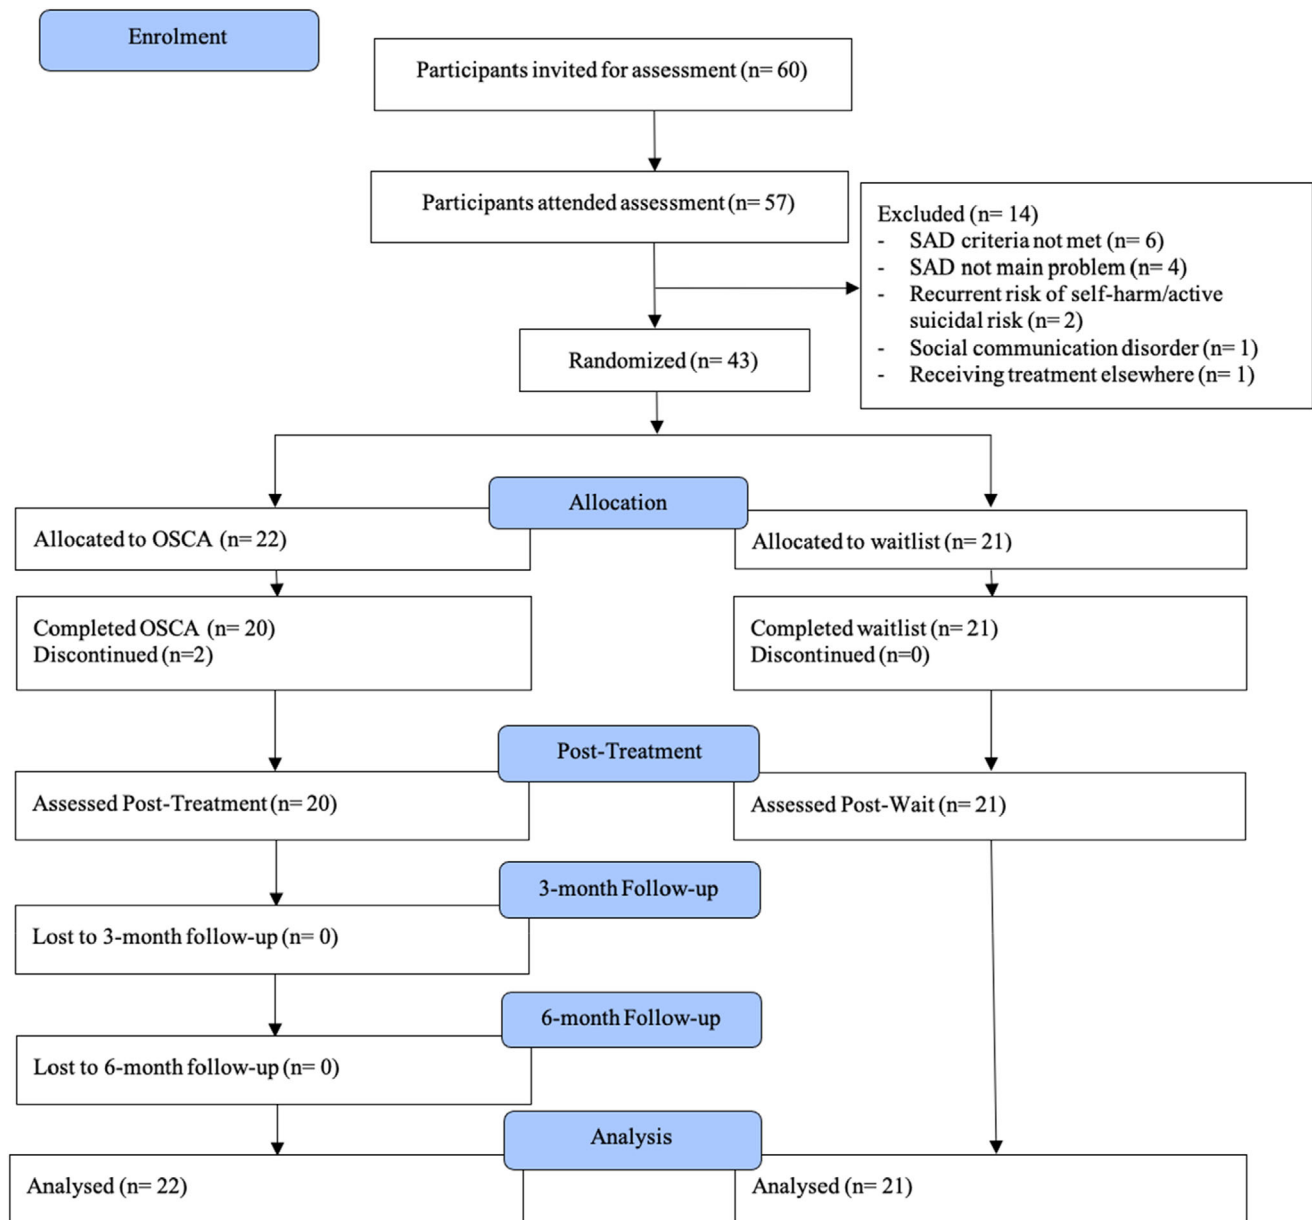 Enrolment
Participants invited for assessment (n= 60)
Participants attended assessment (n= 57)
Excluded (n= 14)
- SAD criteria not met (n= 6)
- SAD not main problem (n= 4)
- Recurrent risk of self-harm/active
suicidal risk (n= 2)
- Social communication disorder (n= 1)
- Receiving treatment elsewhere (n= 1)
Randomized (n= 43)
Allocation
Allocated to OSCA (n= 22)
Allocated to waitlist (n= 21)
Completed OSCA (n= 20)
Discontinued (n=2)
Completed waitlist (n= 21)
Discontinued (n=0)
Post-Treatment
Assessed Post-Treatment (n= 20)
Assessed Post-Wait (n= 21)
3-month Follow-up
Lost to 3-month follow-up (n= 0)
6-month Follow-up
Lost to 6-month follow-up (n= 0)
Analysis
Analysed (n= 22)
Analysed (n= 21)